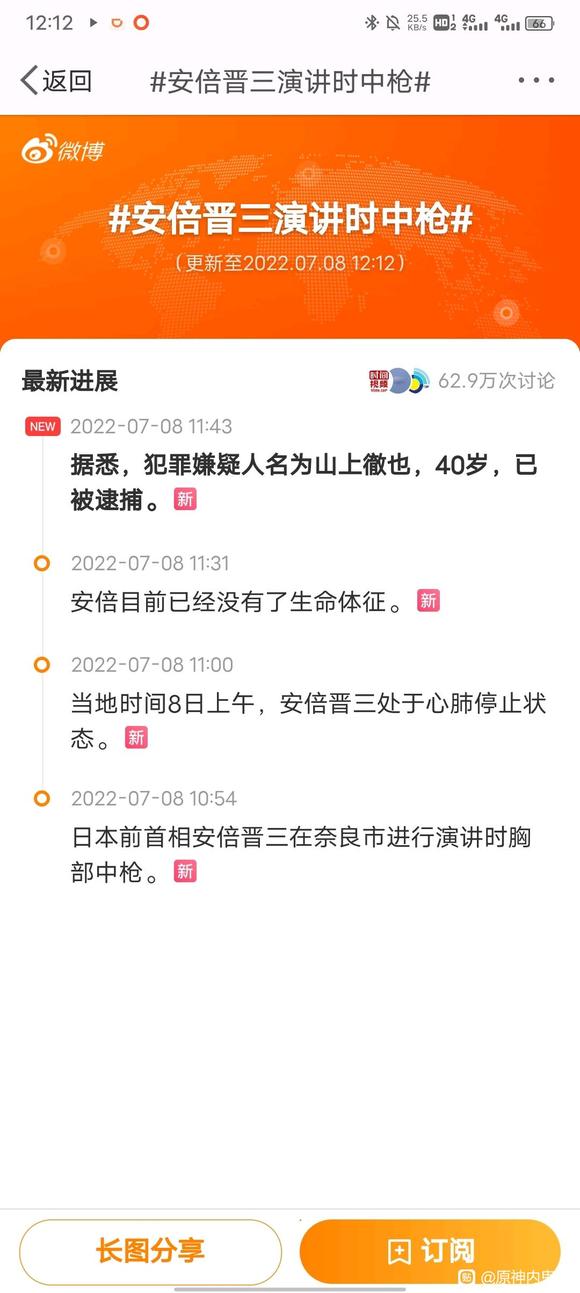 12:12
25.5 KB/s HD 1 2 4G 4G 66
返回 #安倍晋三演讲时中枪#
微博
#安倍晋三演讲时中枪#
（更新至2022.07.08 12:12）
最新进展 时间视频 62.9万次讨论
NEW 2022-07-08 11:43
据悉，犯罪嫌疑人名为山上徹也，40岁，已
被逮捕。新
2022-07-08 11:31
安倍目前已经没有了生命体征。新
2022-07-08 11:00
当地时间8日上午，安倍晋三处于心肺停止状
态。新
2022-07-08 10:54
日本前首相安倍晋三在奈良市进行演讲时胸
部中枪。新
长图分享 订阅
贴 @原神内